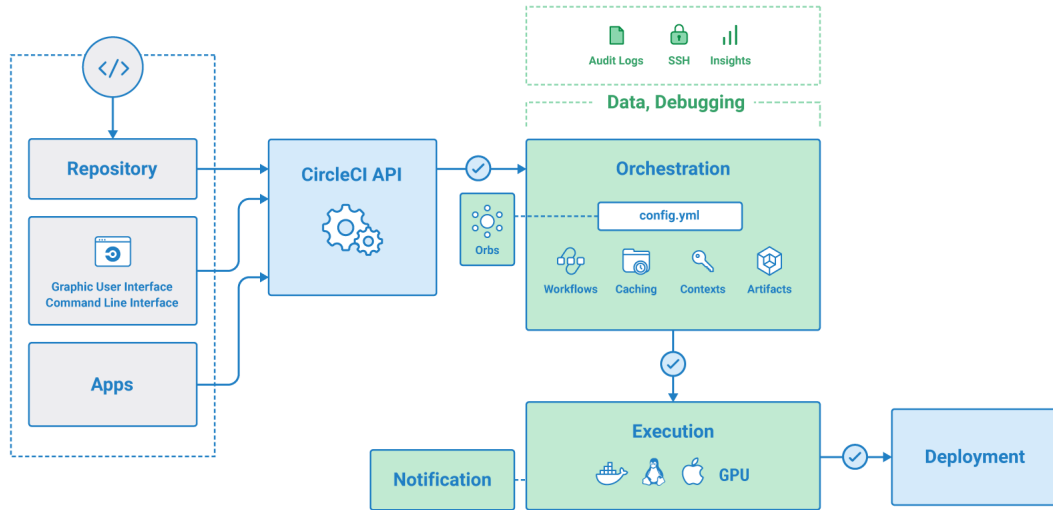 Audit Logs
SSH
Insights
Data, Debugging
</>
Repository
CircleCI API
Orchestration
config.yml
Orbs
Graphic User Interface
Command Line Interface
Workflows
Caching
Contexts
Artifacts
Apps
Execution
GPU
Notification
Deployment